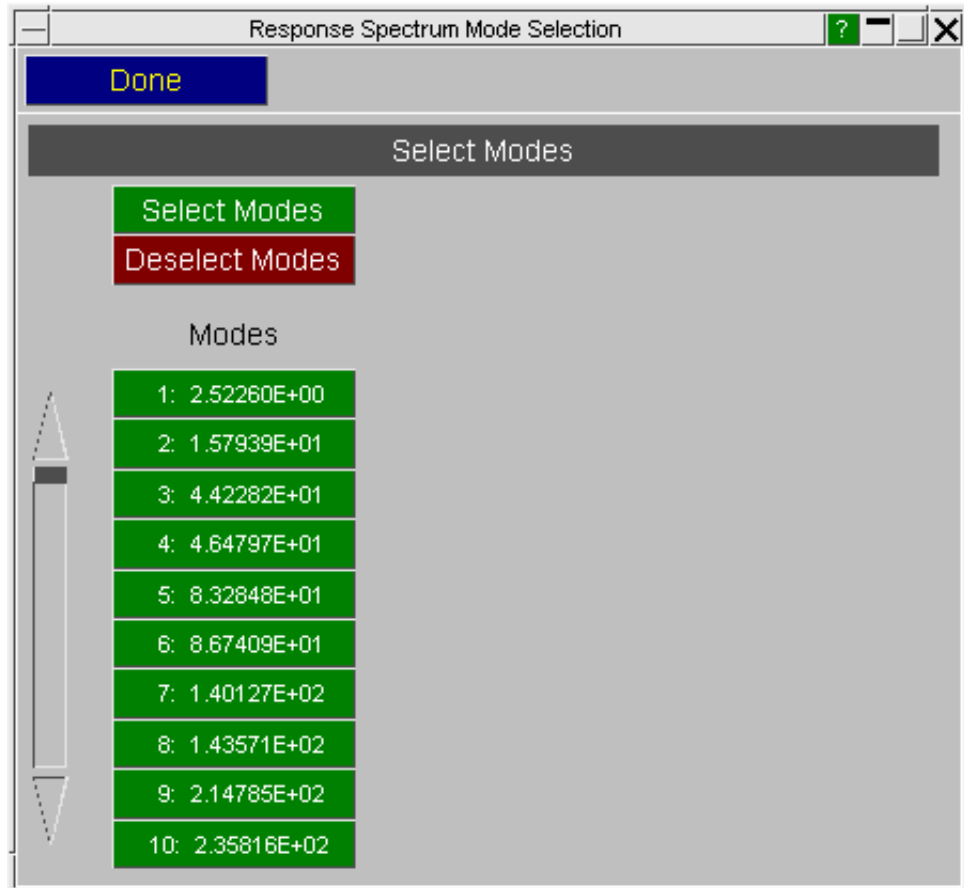 Response Spectrum Mode Selection ?
Done
Select Modes
Select Modes
Deselect Modes
Modes
1: 2.52260E+00
2: 1.57939E+01
3: 4.42282E+01
4: 4.64797E+01
5: 8.32848E+01
6: 8.67409E+01
7: 1.40127E+02
8: 1.43571E+02
9: 2.14785E+02
10: 2.35816E+02